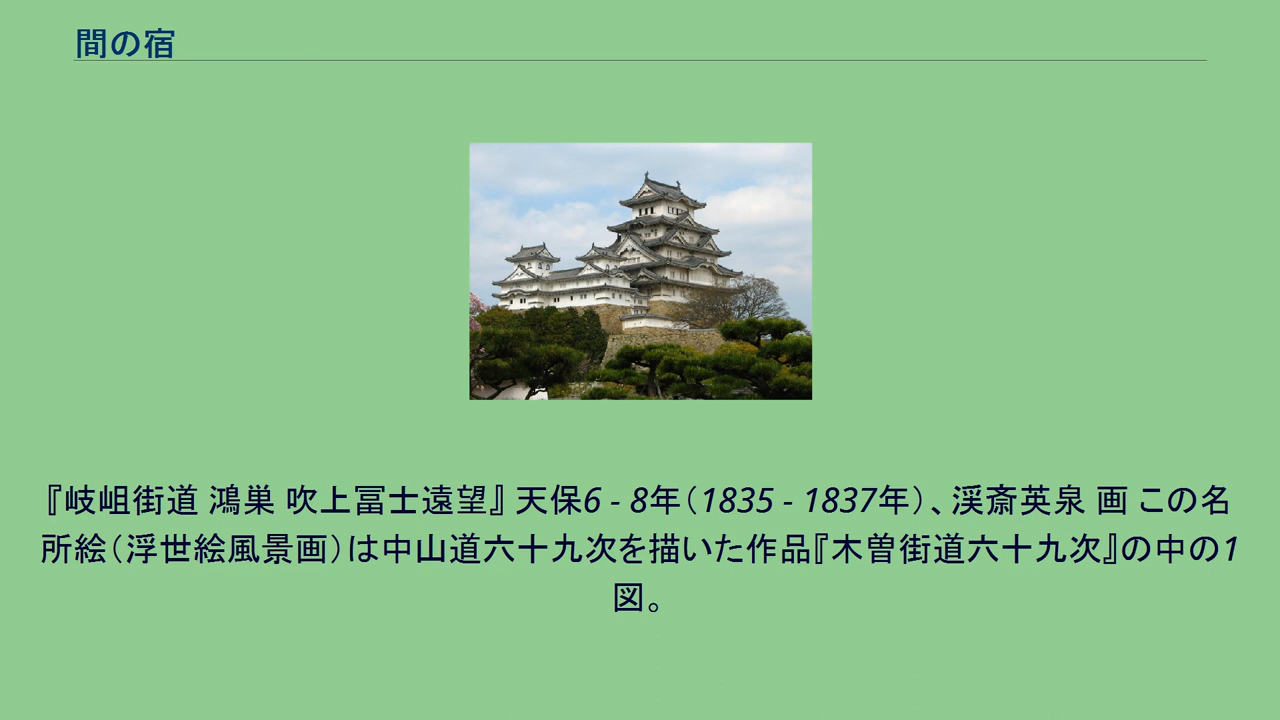 間の宿
『岐岨街道 鴻巣 吹上冨士遠望』 天保6 - 8年（1835 - 1837年）、渓斎英泉 画 この名
所絵（浮世絵風景画）は中山道六十九次を描いた作品『木曽街道六十九次』の中の1
図。